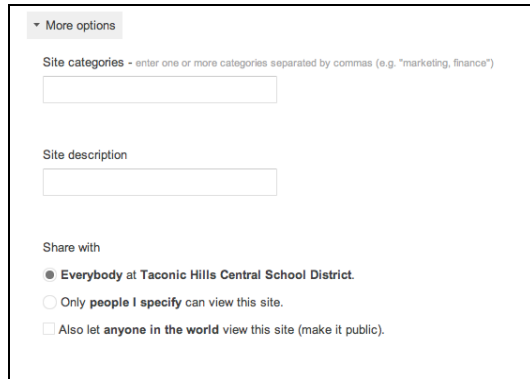 More options
Site categories - enter one or more categories separated by commas (e.g. "marketing, finance")
Site description
Share with
Everybody at Taconic Hills Central School District.
Only people I specify can view this site.
Also let anyone in the world view this site (make it public).